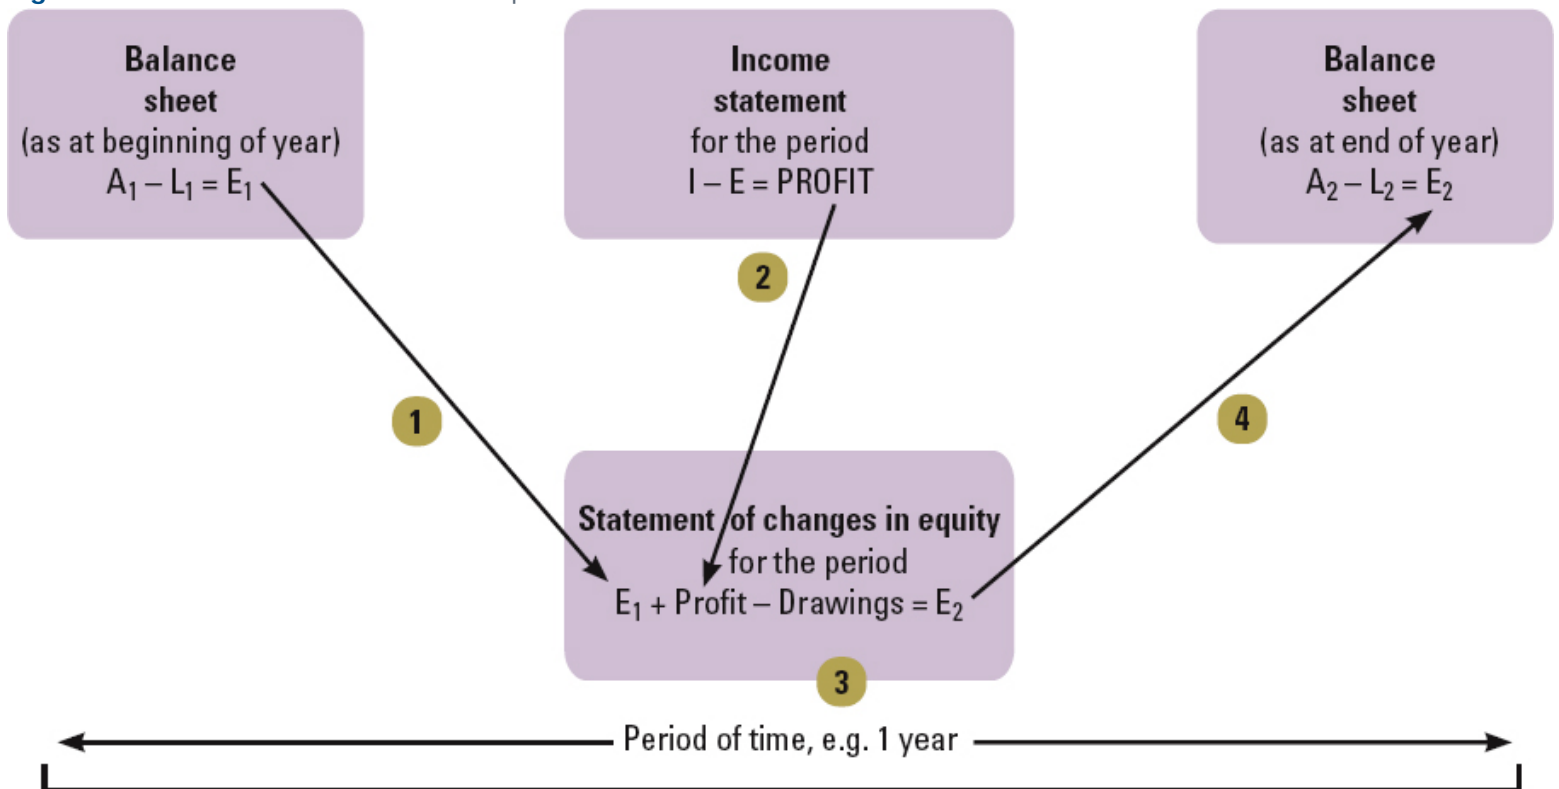 Balance
sheet
(as at beginning of year)
A₁ – L₁ = E₁
Income
statement
for the period
I – E = PROFIT
Balance
sheet
(as at end of year)
A₂ – L₂ = E₂
2
1
4
Statement of changes in equity
for the period
E₁ + Profit – Drawings = E₂
3
Period of time, e.g. 1 year